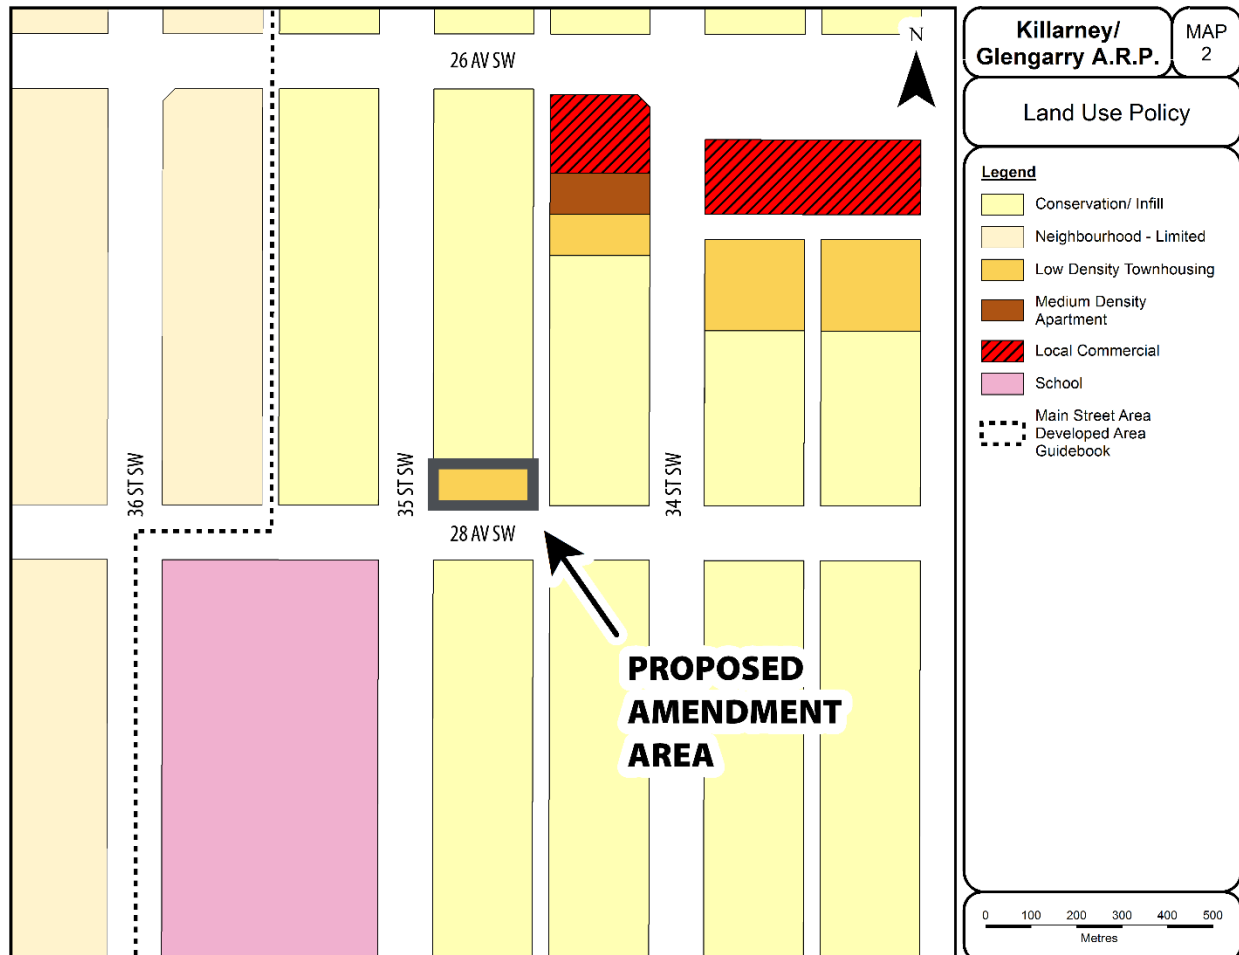 26 AV SW
N
36 ST SW
35 ST SW
34 ST SW
28 AV SW
PROPOSED
AMENDMENT
AREA
Killarney/
Glengarry A.R.P.
MAP
2
Land Use Policy
Legend
Conservation/ Infill
Neighbourhood - Limited
Low Density Townhousing
Medium Density
Apartment
Local Commercial
School
Main Street Area
Developed Area
Guidebook
0 100 200 300 400 500
Metres